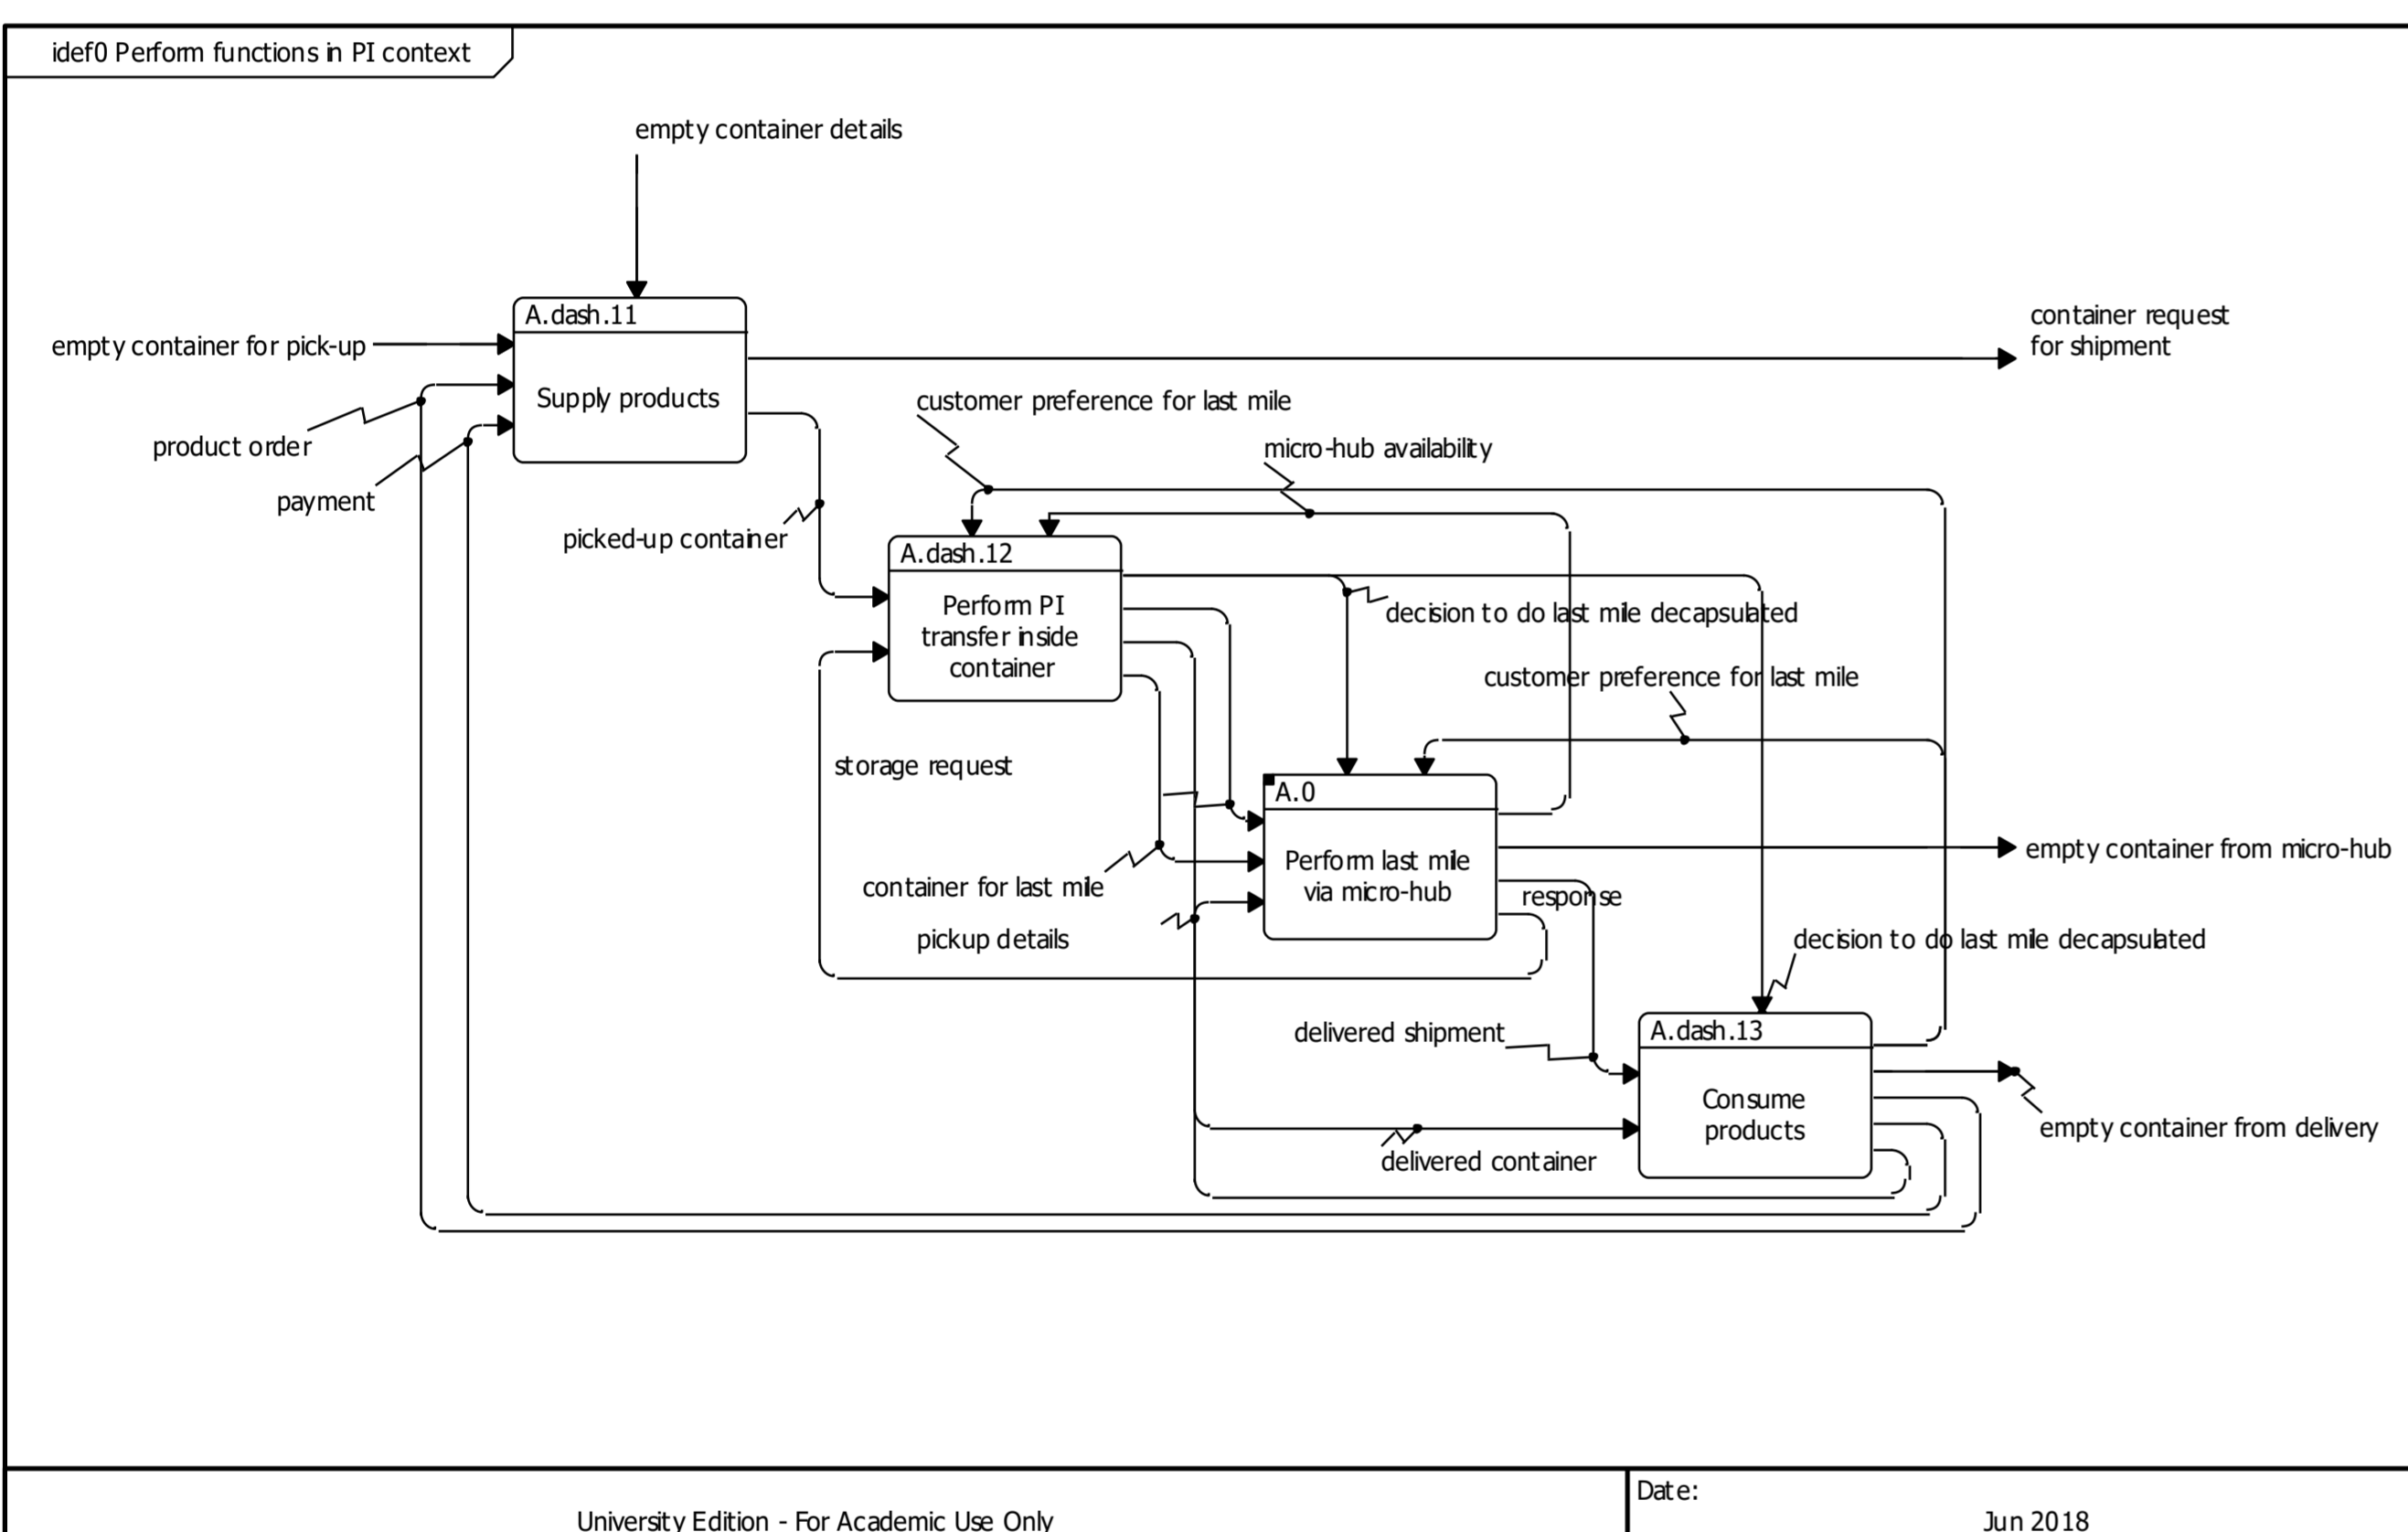 idef0 Perform functions in PI context
empty container details
A.dash.11
container request
for shipment
empty container for pick-up
Supply products
customer preference for last mile
product order
micro-hub availability
payment
picked-up container
A.dash.12
Perform PI
transfer inside
container
decision to do last mile decapsulated
customer preference for last mile
storage request
A.0
Perform last mile
via micro-hub
empty container from micro-hub
container for last mile
response
pickup details
decision to do last mile decapsulated
delivered shipment
A.dash.13
Consume
products
empty container from delivery
delivered container
Date:
University Edition - For Academic Use Only
Jun 2018